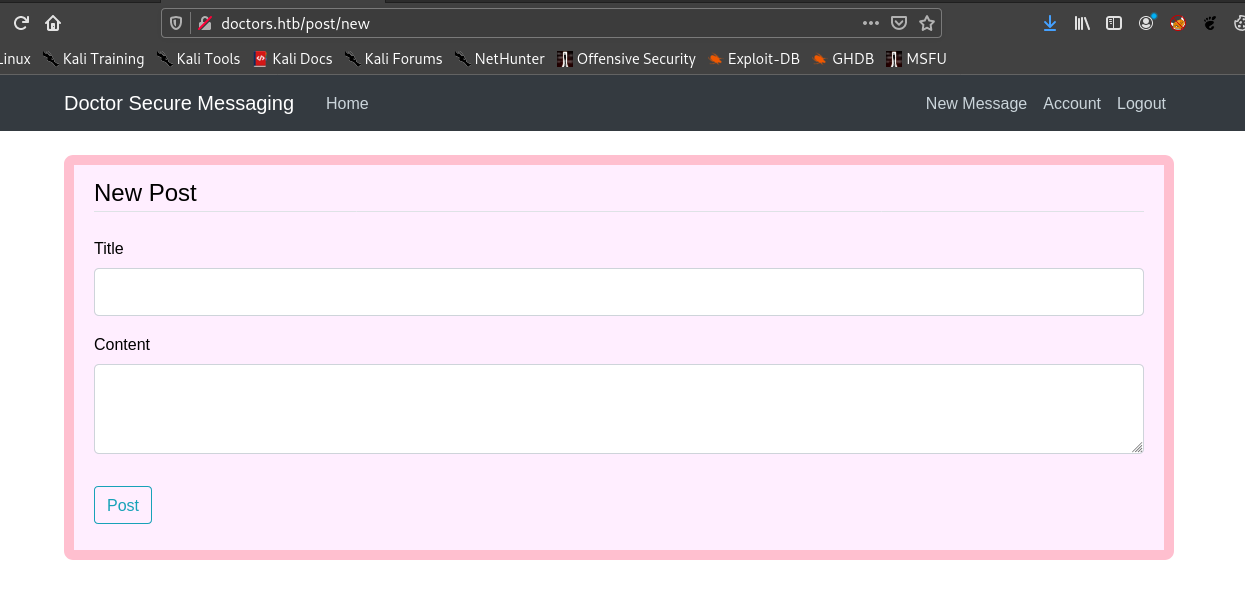 doctors.htb/post/new
Linux Kali Training Kali Tools Kali Docs Kali Forums NetHunter Offensive Security Exploit-DB GHDB MSFU
Doctor Secure Messaging Home New Message Account Logout
New Post
Title
Content
Post